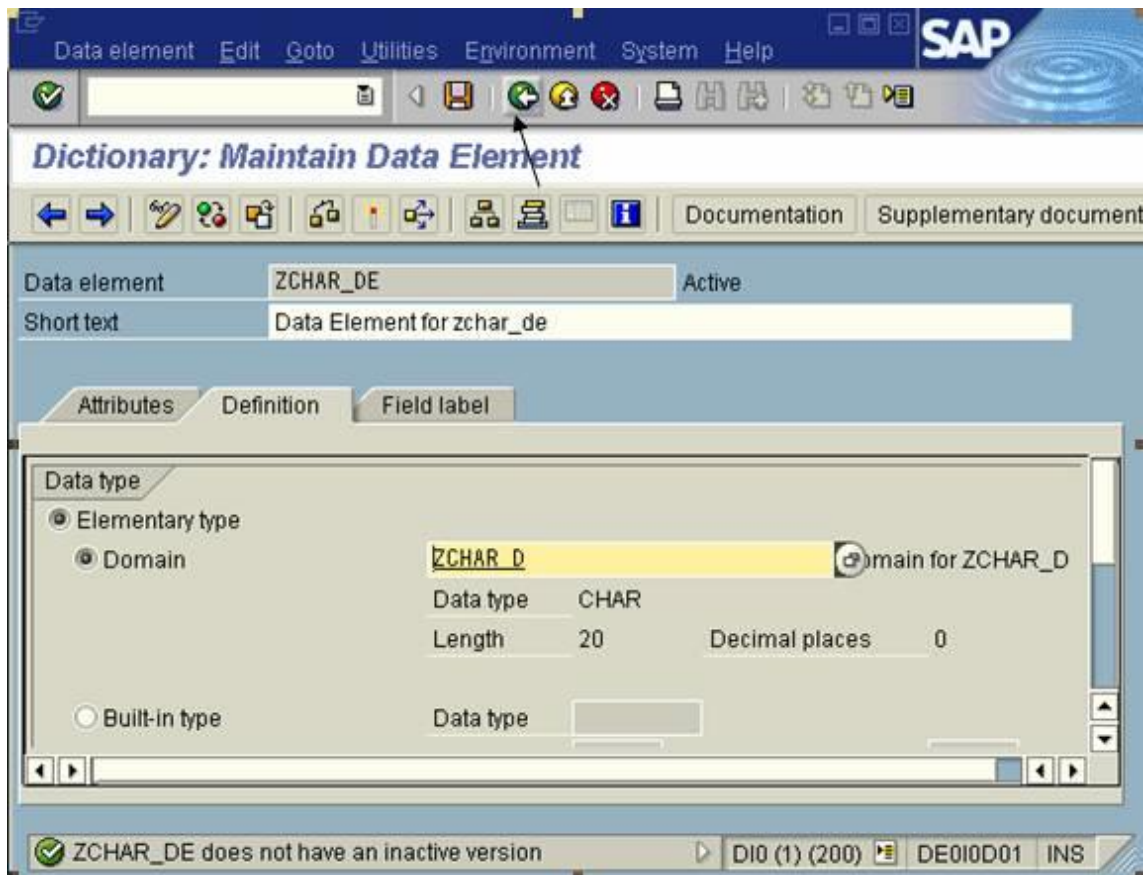 Data element Edit Goto Utilities Environment System Help
SAP
Dictionary: Maintain Data Element
Documentation Supplementary document
Data element ZCHAR_DE Active
Short text Data Element for zchar_de
Attributes Definition Field label
Data type
Elementary type
Domain ZCHAR_D omain for ZCHAR_D
Data type CHAR
Length 20 Decimal places 0
Built-in type Data type
ZCHAR_DE does not have an inactive version DI0 (1) (200) DE0I0D01 INS